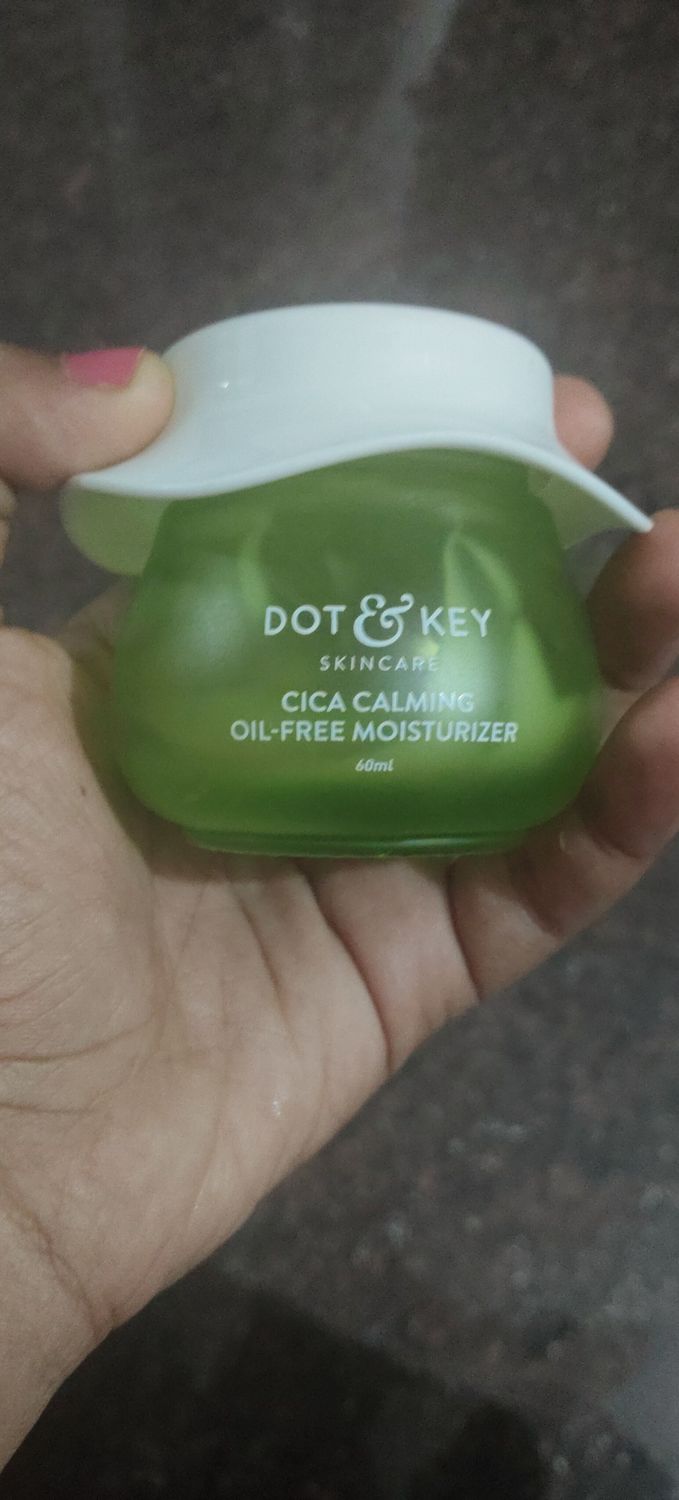 DOT & KEY
SKINCARE
CICA CALMING
OIL-FREE MOISTURIZER
60ml